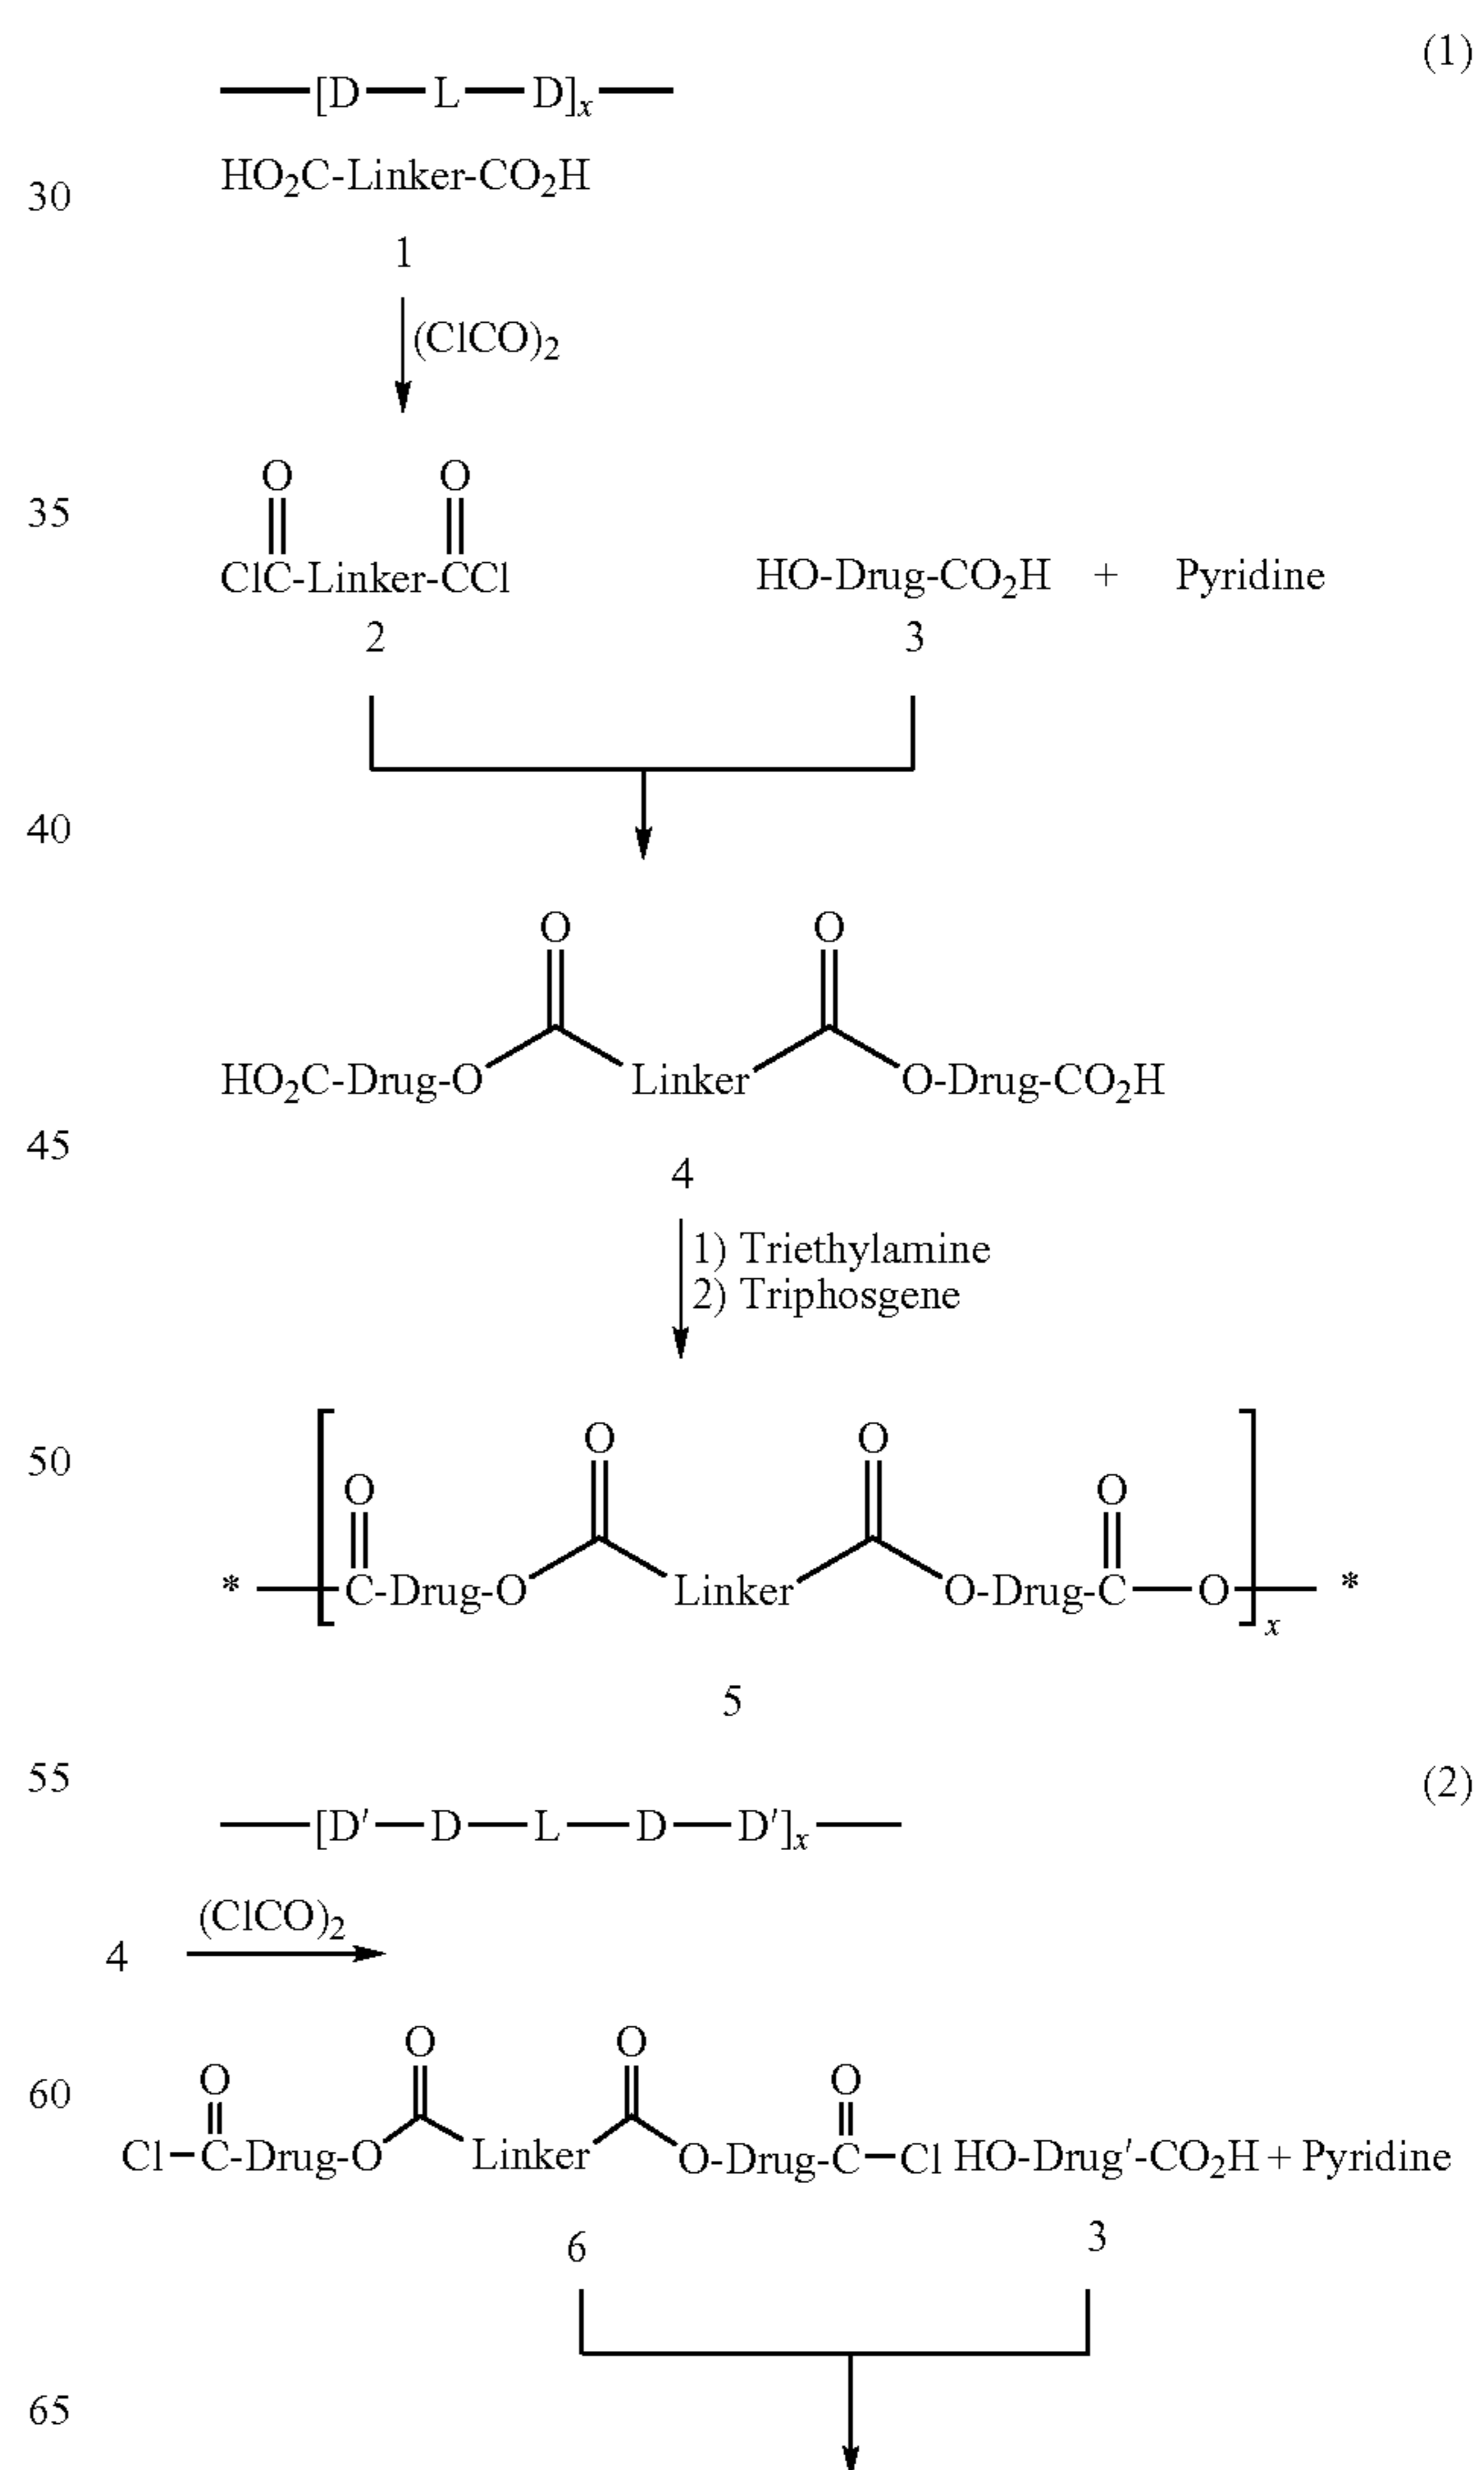 (1)
—[D—L—D]x—
HO2C-Linker-CO2H
30
1
(ClCO)2
O O
35
ClC-Linker-CCl HO-Drug-CO2H + Pyridine
2 3
40
O O
HO2C-Drug-O Linker O-Drug-CO2H
45
4
1) Triethylamine
2) Triphosgene
O O
50
O O
* C-Drug-O Linker O-Drug-C—O x *
5
55 (2)
—[D'—D—L—D—D']x—
(ClCO)2
4
O O
O O
60
Cl—C-Drug-O Linker O-Drug-C—Cl HO-Drug'-CO2H + Pyridine
6 3
65